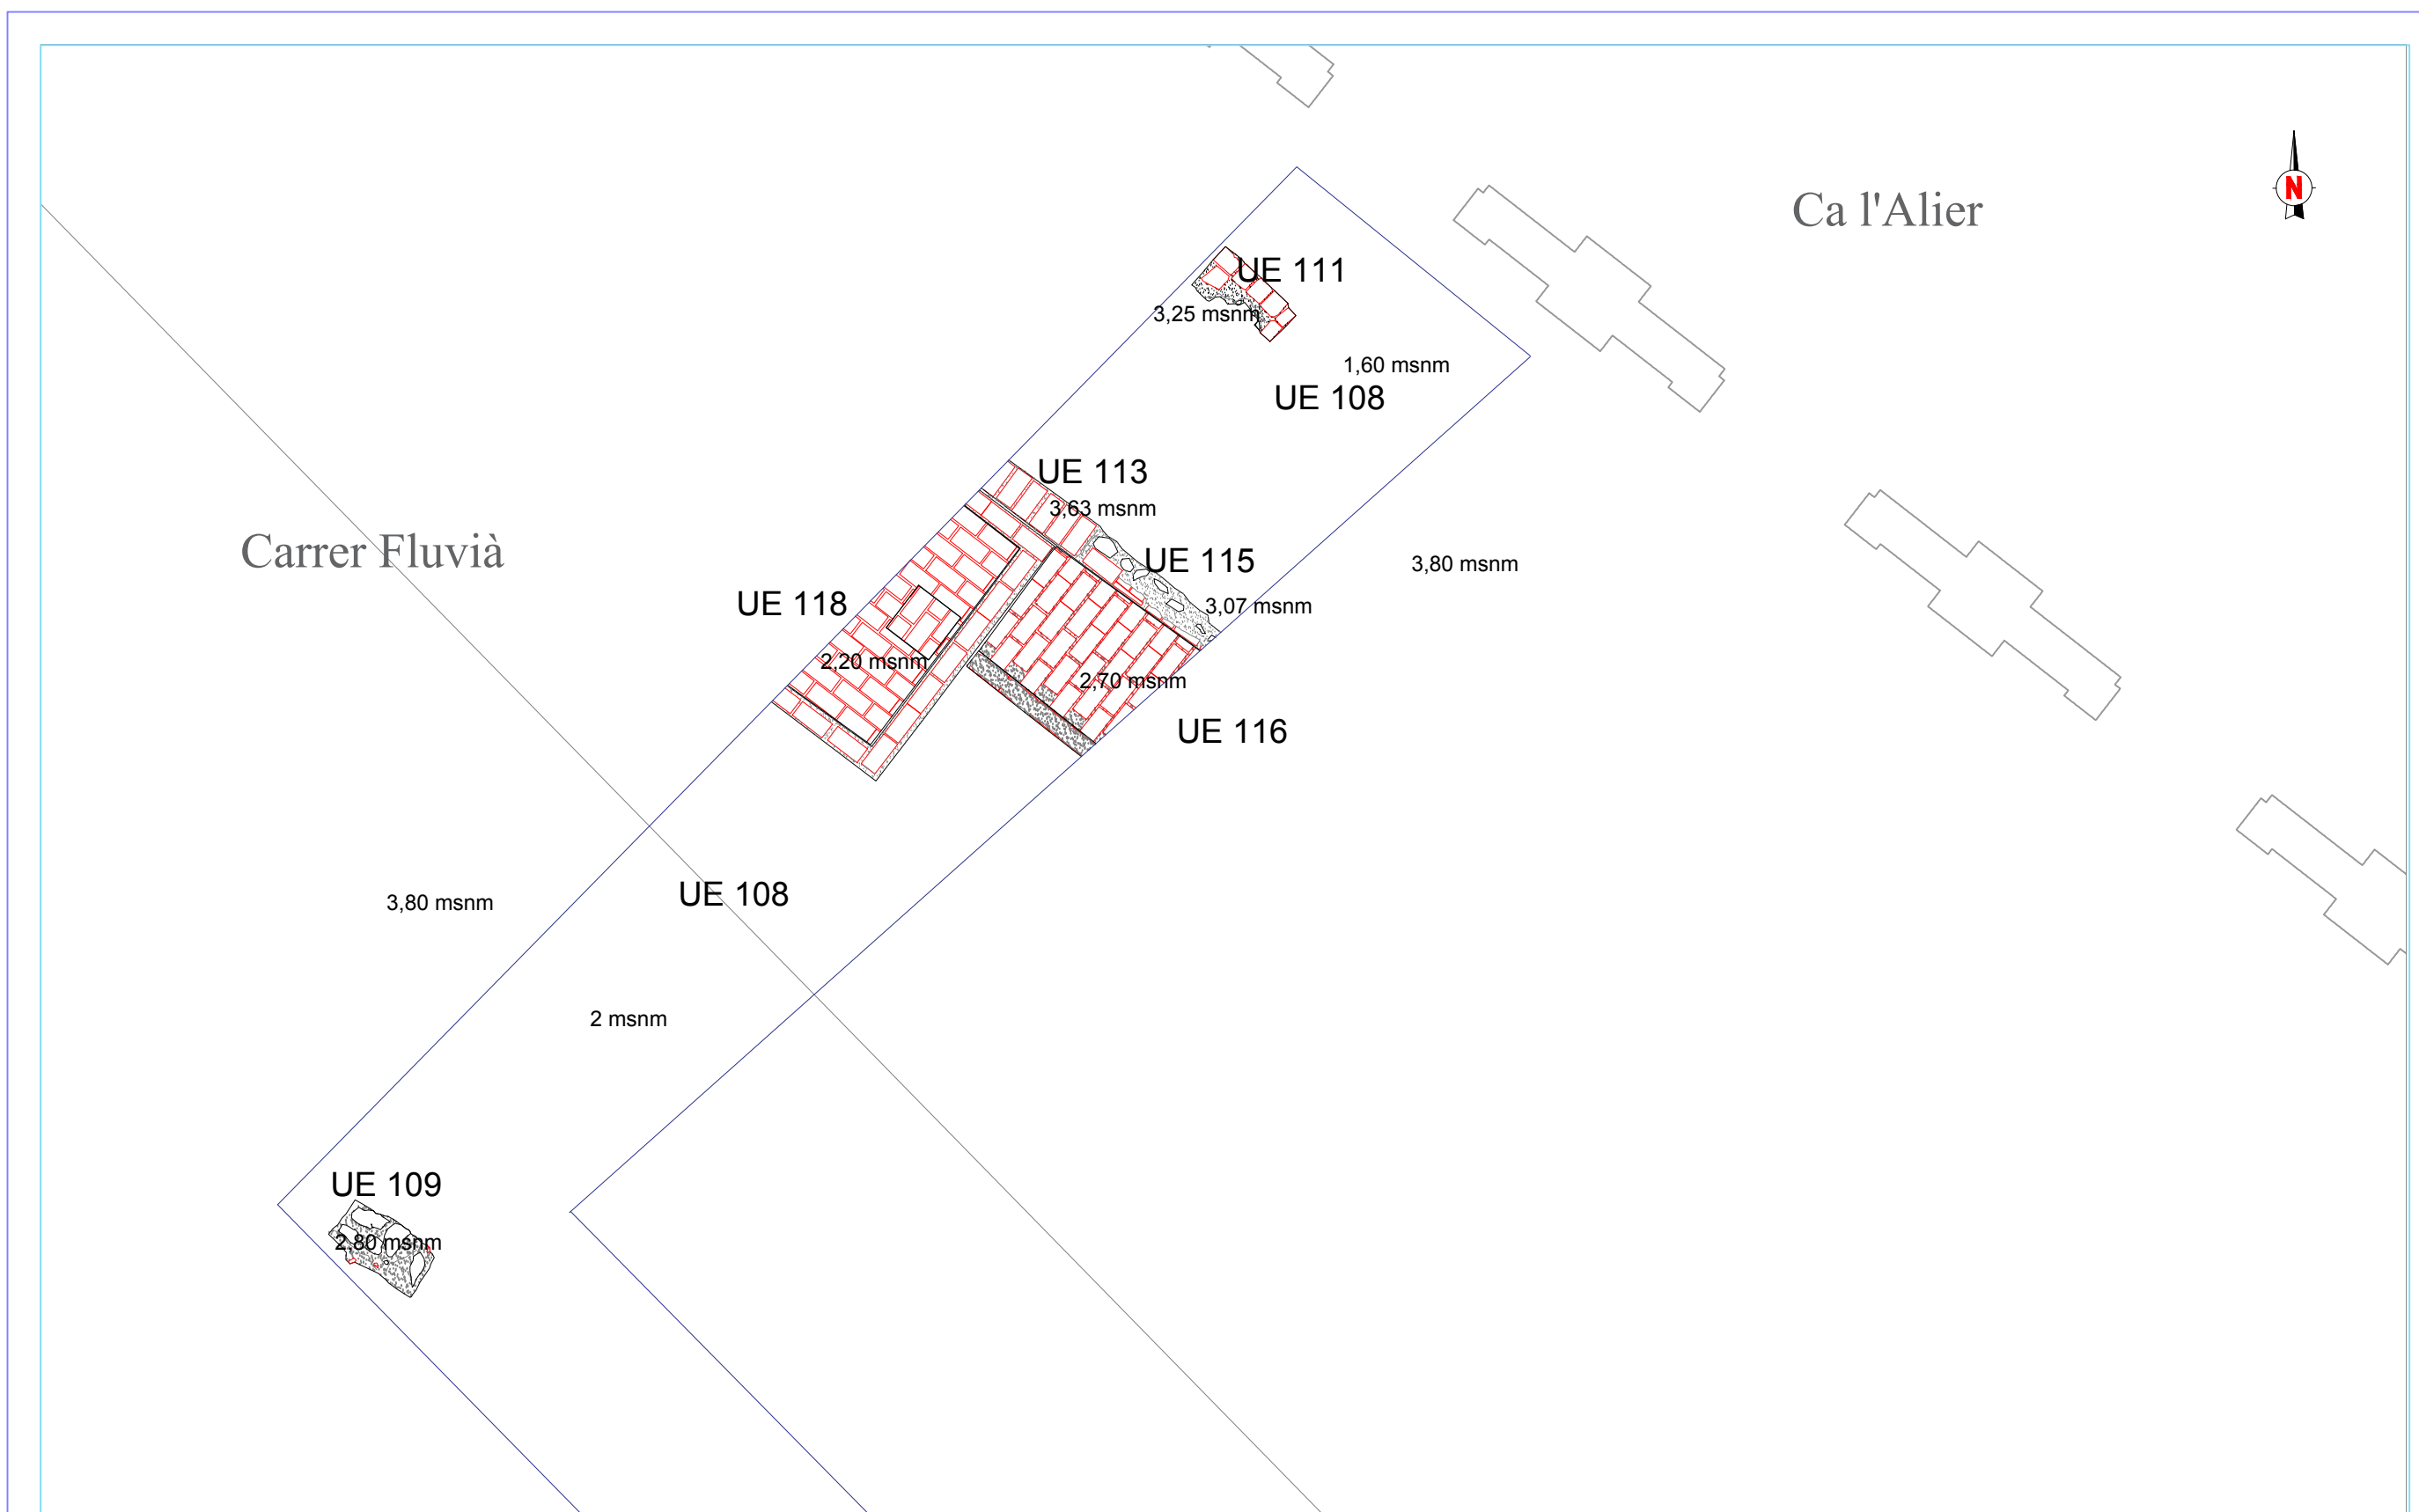 Ca l'Alier
N
UE 111
3,25 msnm
1,60 msnm
UE 108
UE 113
3,63 msnm
Carrer Fluvià
UE 115
3,80 msnm
UE 118
3,07 msnm
2,20 msnm
2,70 msnm
UE 116
UE 108
3,80 msnm
2 msnm
UE 109
2,80 msnm